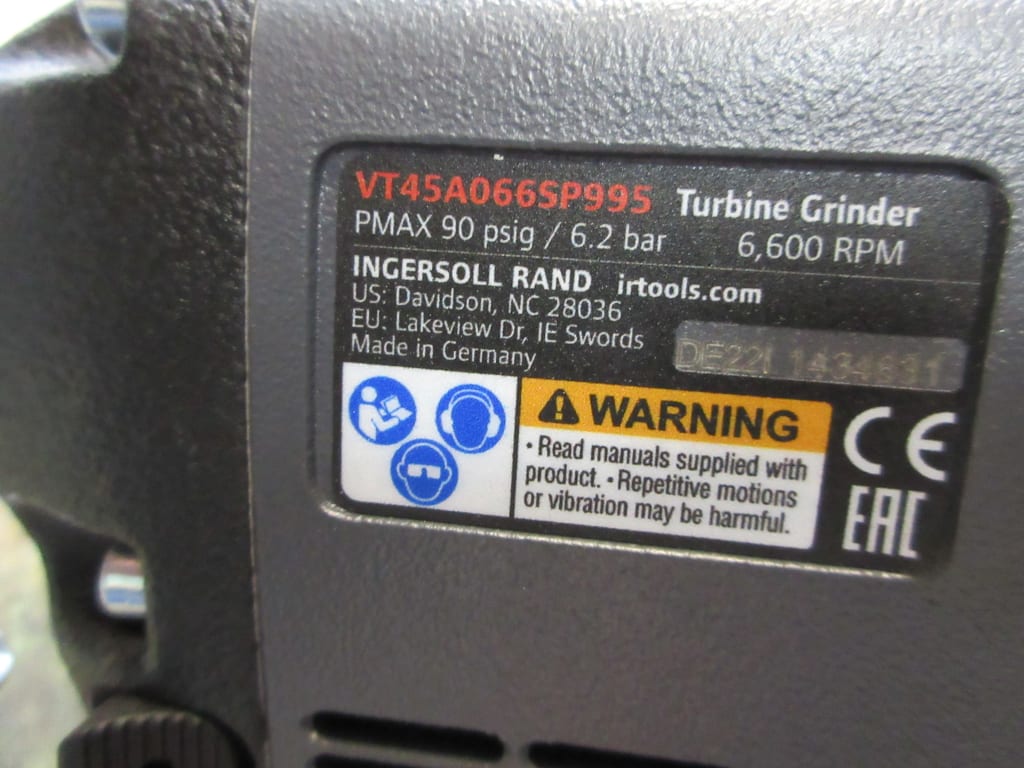 VT45A066SP995 Turbine Grinder
PMAX 90 psig / 6.2 bar 6,600 RPM
INGERSOLL RAND irtools.com
US: Davidson, NC 28036
EU: Lakeview Dr, IE Swords
Made in Germany
DE22I 1434631
WARNING
• Read manuals supplied with
product. • Repetitive motions
or vibration may be harmful.
CE
EAC